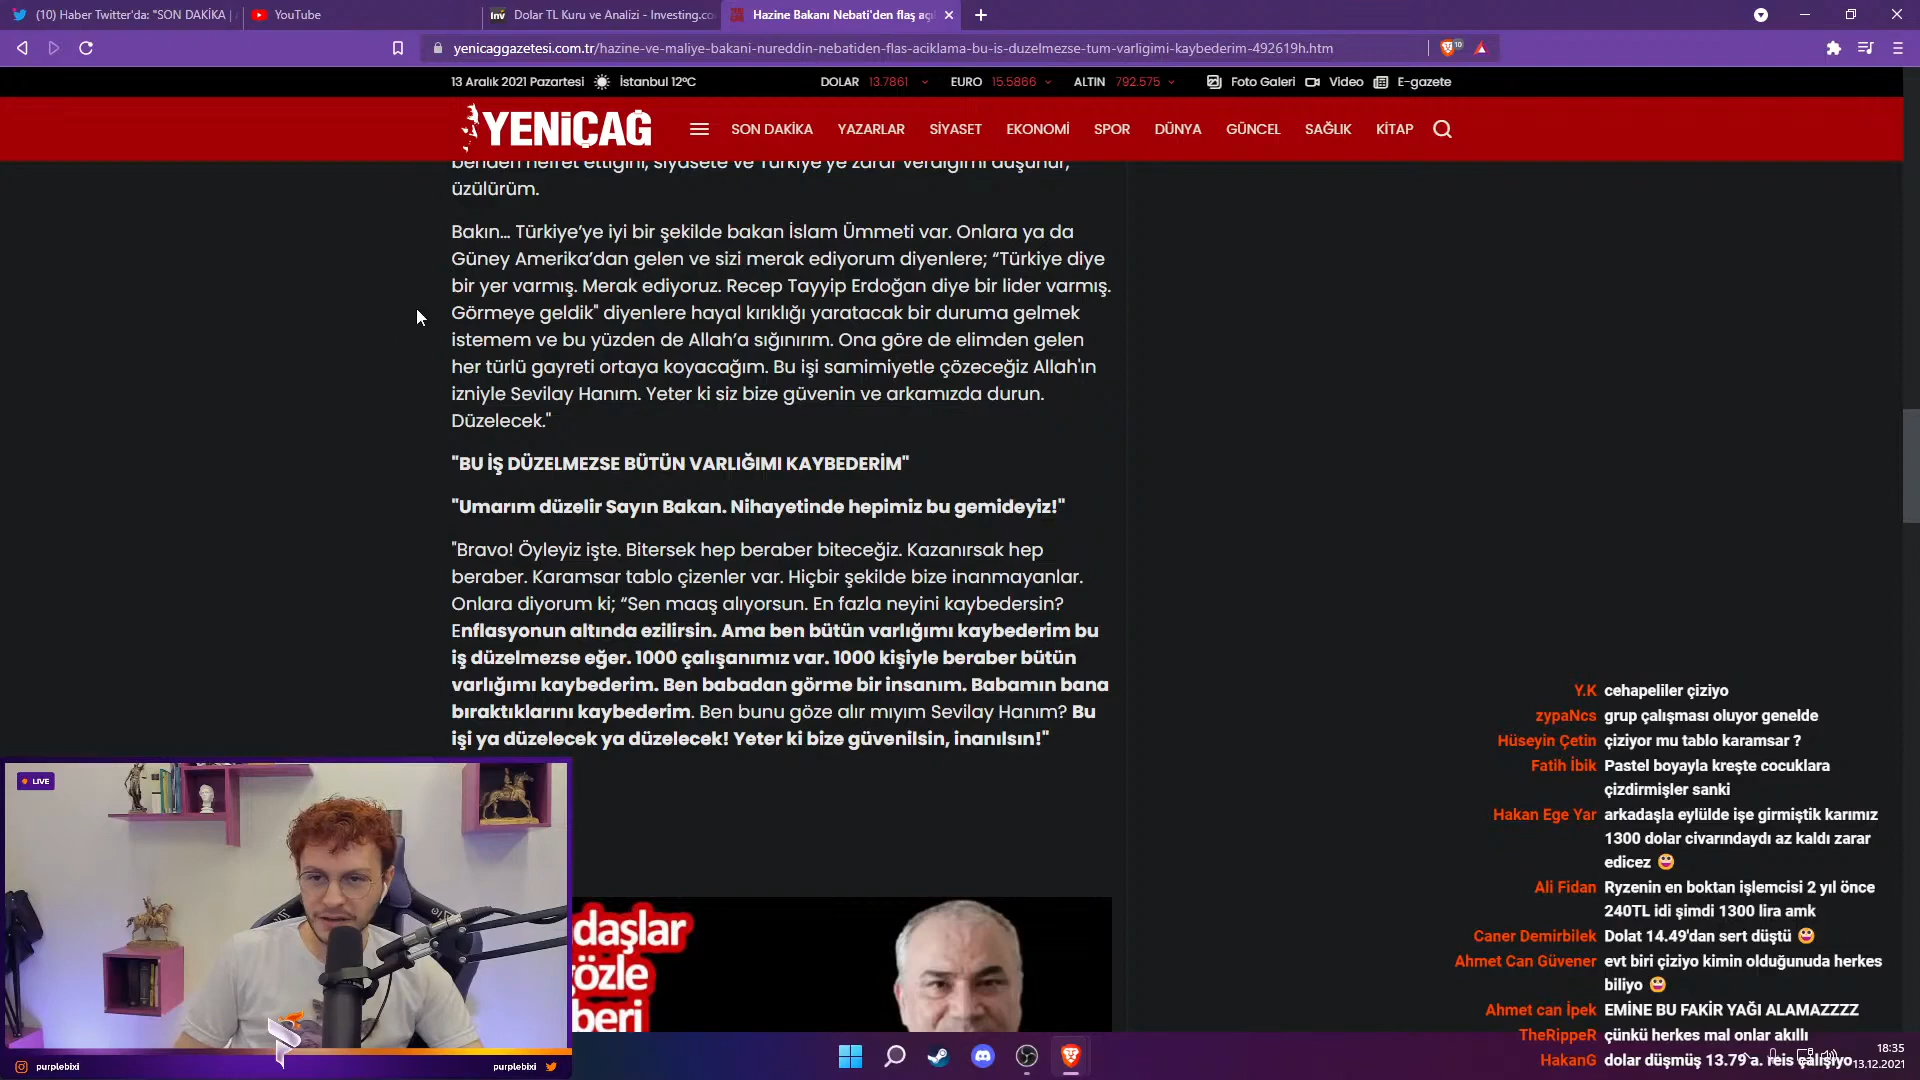 (10) Haber Twitter'da: "SON DAKİKA |
YouTube
Dolar TL Kuru ve Analizi - Investing.co
Hazine Bakanı Nebati'den flaş açı
yenicaggazetesi.com.tr/hazine-ve-maliye-bakani-nureddin-nebatiden-flas-aciklama-bu-is-duzelmezse-tum-varligimi-kaybederim-492619h.htm
13 Aralık 2021 Pazartesi İstanbul 12°C DOLAR 13.7861 EURO 15.5866 ALTIN 792.575 Foto Galeri Video E-gazete
YENİÇAĞ SON DAKİKA YAZARLAR SİYASET EKONOMİ SPOR DÜNYA GÜNCEL SAĞLIK KİTAP
benden nefret ettiğini, siyasete ve Türkiye'ye zarar verdiğimi düşünür,
üzülürüm.
Bakın… Türkiye’ye iyi bir şekilde bakan İslam Ümmeti var. Onlara ya da
Güney Amerika’dan gelen ve sizi merak ediyorum diyenlere; “Türkiye diye
bir yer varmış. Merak ediyoruz. Recep Tayyip Erdoğan diye bir lider varmış.
Görmeye geldik" diyenlere hayal kırıklığı yaratacak bir duruma gelmek
istemem ve bu yüzden de Allah’a sığınırım. Ona göre de elimden gelen
her türlü gayreti ortaya koyacağım. Bu işi samimiyetle çözeceğiz Allah'ın
izniyle Sevilay Hanım. Yeter ki siz bize güvenin ve arkamızda durun.
Düzelecek."
"BU İŞ DÜZELMEZSE BÜTÜN VARLIĞIMI KAYBEDERİM"
"Umarım düzelir Sayın Bakan. Nihayetinde hepimiz bu gemideyiz!"
"Bravo! Öyleyiz işte. Bitersek hep beraber biteceğiz. Kazanırsak hep
beraber. Karamsar tablo çizenler var. Hiçbir şekilde bize inanmayanlar.
Onlara diyorum ki; “Sen maaş alıyorsun. En fazla neyini kaybedersin?
Enflasyonun altında ezilirsin. Ama ben bütün varlığımı kaybederim bu
iş düzelmezse eğer. 1000 çalışanımız var. 1000 kişiyle beraber bütün
varlığımı kaybederim. Ben babadan görme bir insanım. Babamın bana
bıraktıklarını kaybederim. Ben bunu göze alır mıyım Sevilay Hanım? Bu
işi ya düzelecek ya düzelecek! Yeter ki bize güvenilsin, inanılsın!"
daşlar
gözle
beri
LIVE
purplebixi
purplebixi
Y.K cehapeliler çiziyo
zypaNcs grup çalışması oluyor genelde
Hüseyin Çetin çiziyor mu tablo karamsar ?
Fatih İbik Pastel boyayla kreşte cocuklara
çizdirmişler sanki
Hakan Ege Yar arkadaşla eylülde işe girmiştik karımız
1300 dolar civarındaydı az kaldı zarar
edicez 😀
Ali Fidan Ryzenin en boktan işlemcisi 2 yıl önce
240TL idi şimdi 1300 lira amk
Caner Demirbilek Dolat 14.49'dan sert düştü 😀
Ahmet Can Güvener evt biri çiziyo kimin olduğunuda herkes
biliyo 😀
Ahmet can İpek EMİNE BU FAKİR YAĞI ALAMAZZZZ
TheRippeR çünkü herkes mal onlar akıllı
HakanG dolar düşmüş 13.79 a. reis çalışiyo
18:35
13.12.2021